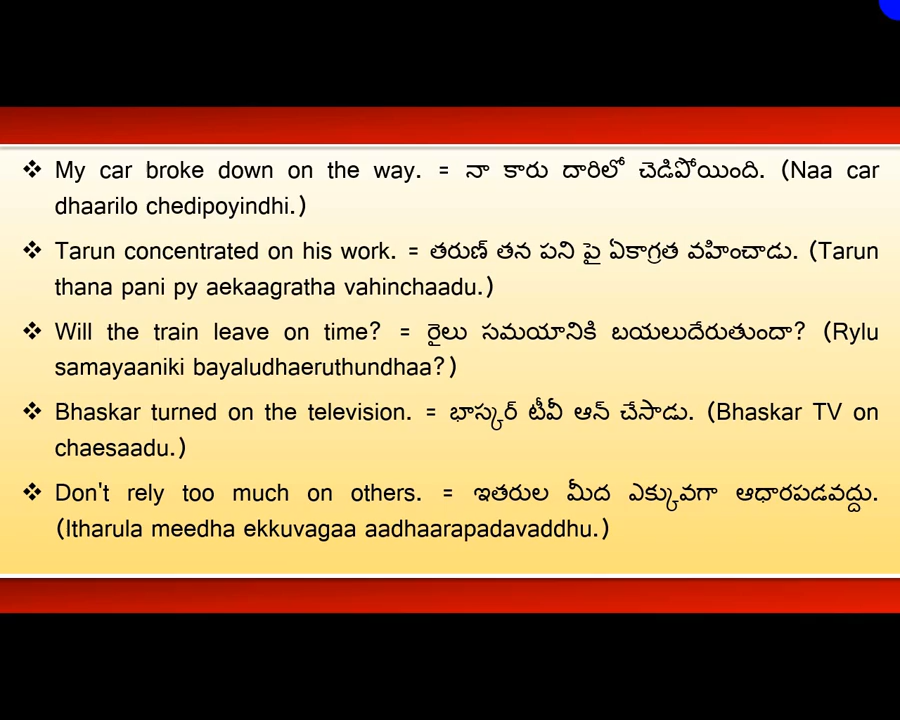 ❖ My car broke down on the way. = నా కారు దారిలో చెడిపోయింది. (Naa car
dhaarilo chedipoyindhi.)
❖ Tarun concentrated on his work. = తరుణ్ తన పని పై ఏకాగ్రత వహించాడు. (Tarun
thana pani py aekaagratha vahinchaadu.)
❖ Will the train leave on time? = రైలు సమయానికి బయలుదేరుతుందా? (Rylu
samayaaniki bayaludhaeruthundhaa?)
❖ Bhaskar turned on the television. = భాస్కర్ టీవీ ఆన్ చేసాడు. (Bhaskar TV on
chaesaadu.)
❖ Don't rely too much on others. = ఇతరుల మీద ఎక్కువగా ఆధారపడవద్దు.
(Itharula meedha ekkuvagaa aadhaarapadavaddhu.)